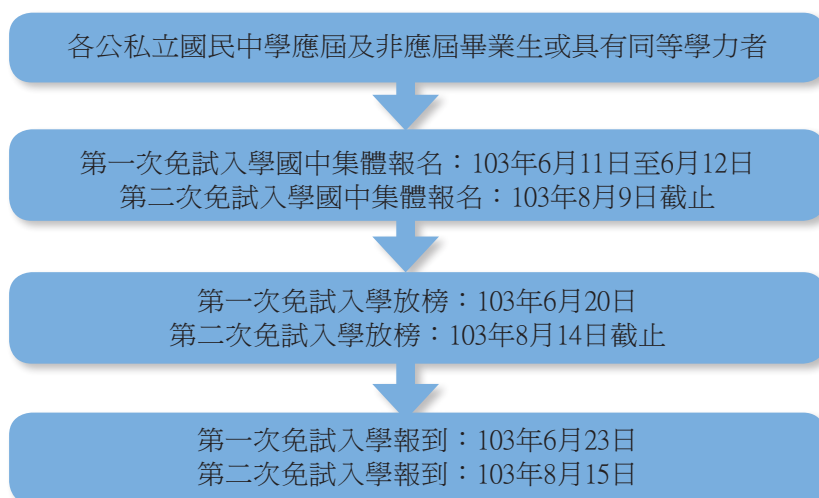 各公私立國民中學應屆及非應屆畢業生或具有同等學力者
第一次免試入學國中集體報名：103年6月11日至6月12日
第二次免試入學國中集體報名：103年8月9日截止
第一次免試入學放榜：103年6月20日
第二次免試入學放榜：103年8月14日截止
第一次免試入學報到：103年6月23日
第二次免試入學報到：103年8月15日